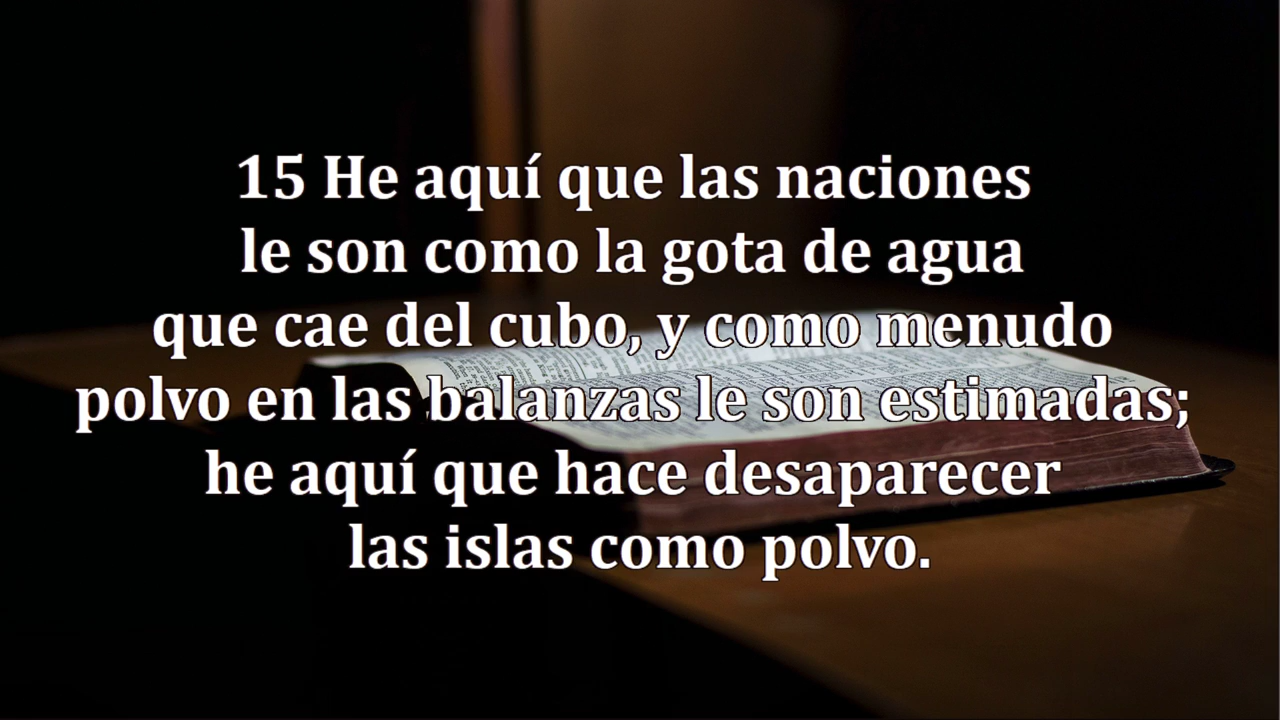 15 He aquí que las naciones
le son como la gota de agua
que cae del cubo, y como menudo
polvo en las balanzas le son estimadas;
he aquí que hace desaparecer
las islas como polvo.